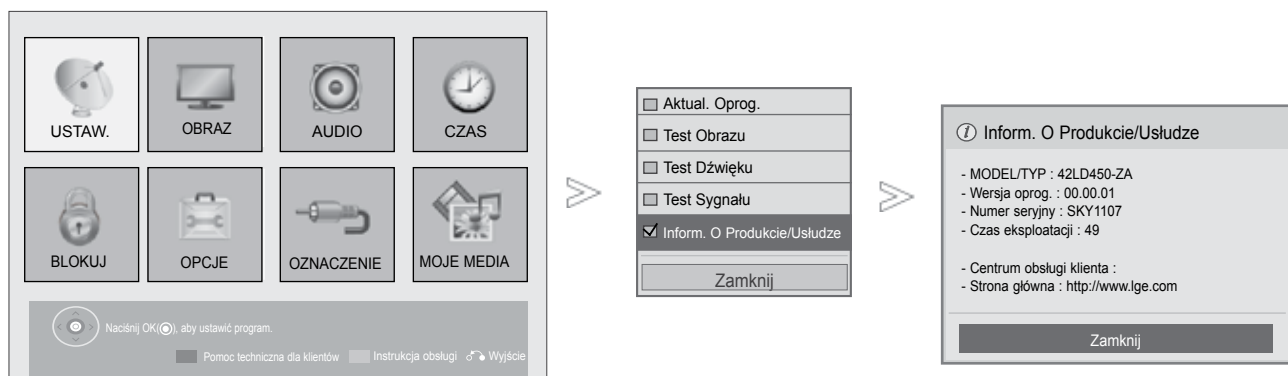 USTAW.
OBRAZ
AUDIO
CZAS
BLOKUJ
OPCJE
OZNACZENIE
MOJE MEDIA
Naciśnij OK(◉), aby ustawić program.
Pomoc techniczna dla klientów Instrukcja obsługi Wyjście
Aktual. Oprog.
Test Obrazu
Test Dźwięku
Test Sygnału
Inform. O Produkcie/Usłudze
Zamknij
Inform. O Produkcie/Usłudze
- MODEL/TYP : 42LD450-ZA
- Wersja oprog. : 00.00.01
- Numer seryjny : SKY1107
- Czas eksploatacji : 49
- Centrum obsługi klienta :
- Strona główna : http://www.lge.com
Zamknij